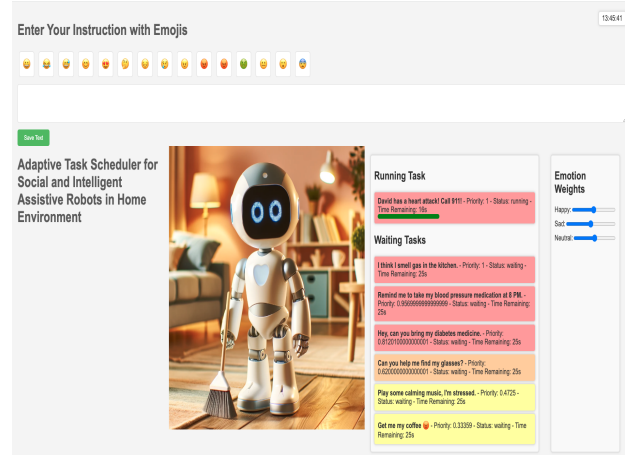 13:45:41
Enter Your Instruction with Emojis
Save Text
Adaptive Task Scheduler for
Social and Intelligent
Assistive Robots in Home
Environment
Running Task
David has a heart attack! Call 911! - Priority: 1 - Status: running -
Time Remaining: 16s
Waiting Tasks
I think I smell gas in the kitchen. - Priority: 1 - Status: waiting -
Time Remaining: 25s
Remind me to take my blood pressure medication at 8 PM. -
Priority: 0.9569999999999999 - Status: waiting - Time Remaining:
25s
Hey, can you bring my diabetes medicine. - Priority:
0.8120100000000001 - Status: waiting - Time Remaining: 25s
Can you help me find my glasses? - Priority:
0.6200000000000001 - Status: waiting - Time Remaining: 25s
Play some calming music, I'm stressed. - Priority: 0.4725 -
Status: waiting - Time Remaining: 25s
Get me my coffee 😡 - Priority: 0.33359 - Status: waiting - Time
Remaining: 25s
Emotion
Weights
Happy:
Sad:
Neutral: